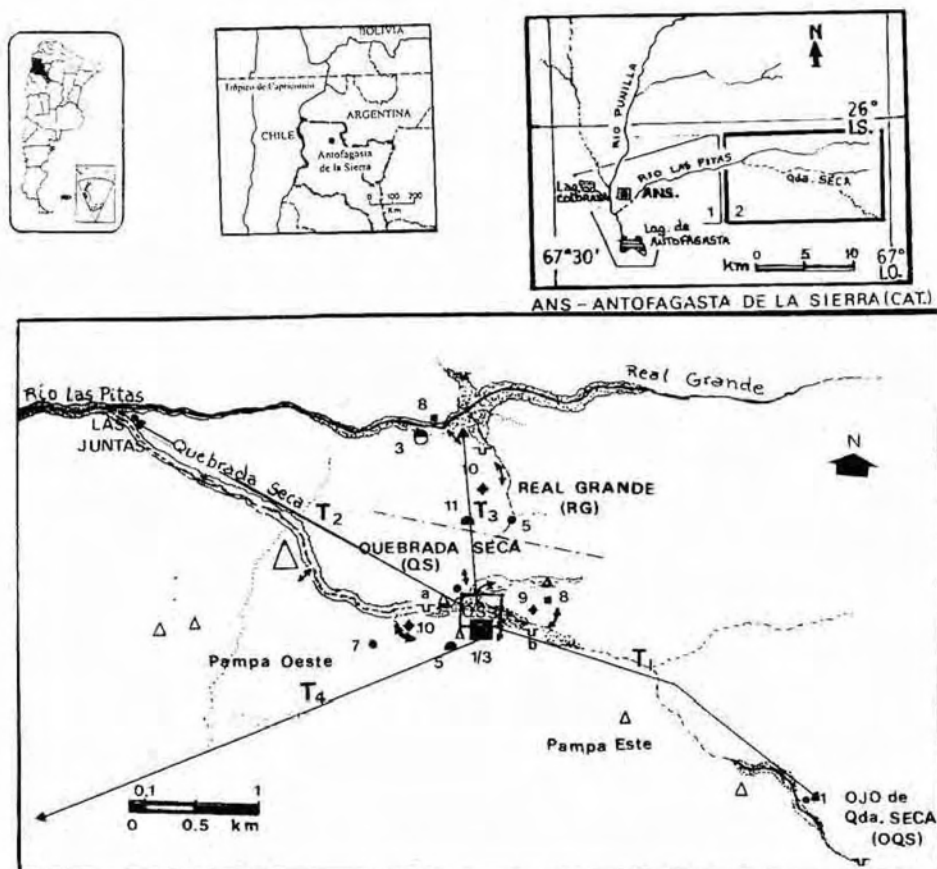 BOLIVIA
Trópico de Capricornio
ARGENTINA
CHILE
Antofagasta
de la Sierra
0 100 200
Km
N
RIO PUNILLA
26°
LS.
RIO LAS PITAS
Qda. SECA
Lag.
COLORADA
ANS.
1
2
Lag. de
ANTOFAGASTA
67°30'
km 0 5 10
67°
LO.
ANS - ANTOFAGASTA DE LA SIERRA (CAT.)
Río Las Pitas
Real Grande
8
LAS
JUNTAS
3
Quebrada Seca
N
10
REAL GRANDE
(RG)
T2
11
T3
5
QUEBRADA SECA
(QS)
a
QSS
9
8
10
b
7
5
1/3
Pampa Oeste
T1
T4
Pampa Este
0,1 1
0 0.5 km
1
OJO de
Qda. SECA
(OQS)